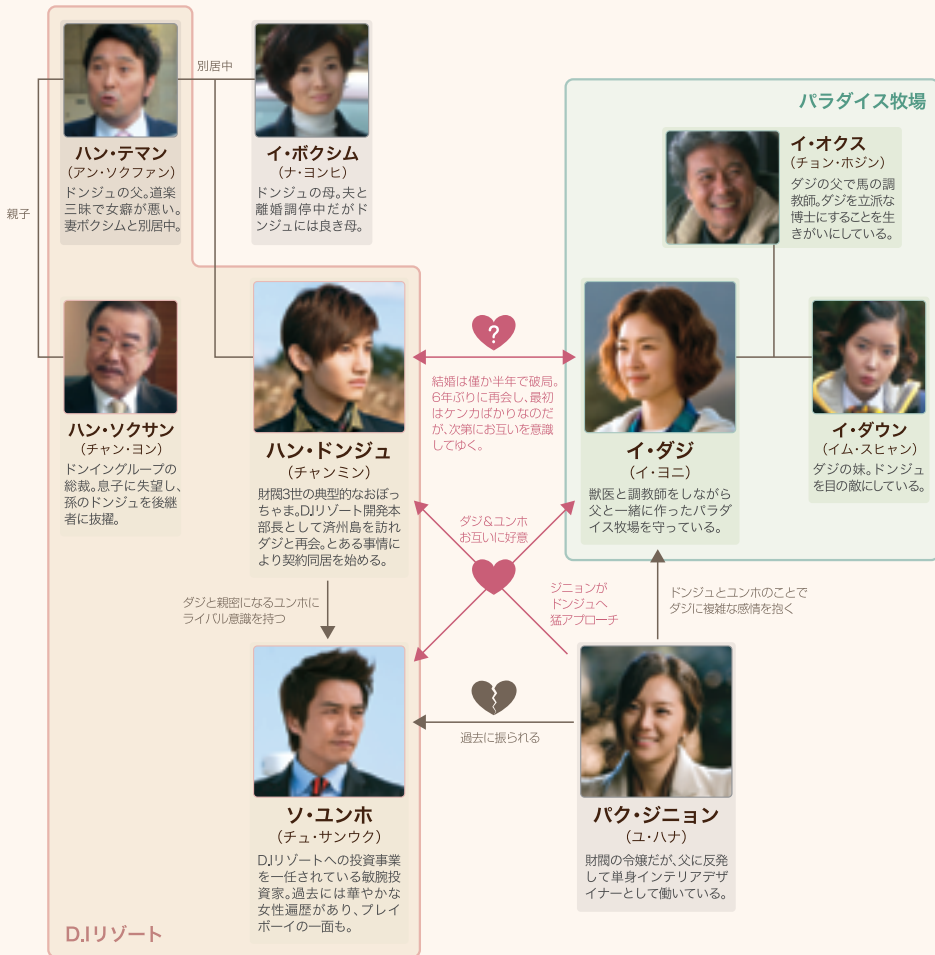 別居中
パラダイス牧場
親子
ハン・テマン
(アン・ソクファン)
ドンジュの父。道楽
三昧で女癖が悪い。
妻ボクシムと別居中。
イ・ボクシム
(ナ・ヨンヒ)
ドンジュの母。夫と
離婚調停中だがド
ンジュには良き母。
イ・オクス
(チョン・ホジン)
ダジの父で馬の調
教師。ダジを立派な
博士にすることを生
きがいにしている。
ハン・ソクサン
(チャン・ヨン)
ドンイングループの
総裁。息子に失望し、
孫のドンジュを後継
者に抜擢。
ハン・ドンジュ
(チャンミン)
財閥3世の典型的なおぼっ
ちゃま。D.Iリゾート開発本
部長として済州島を訪れ
ダジと再会。とある事情に
より契約同居を始める。
?
結婚は僅か半年で破局。
6年ぶりに再会し、最初
はケンカばかりなのだ
が、次第にお互いを意識
してゆく。
イ・ダジ
(イ・ヨニ)
獣医と調教師をしながら
父と一緒に作ったパラダ
イス牧場を守っている。
イ・ダウン
(イム・スヒャン)
ダジの妹。ドンジュ
を目の敵にしている。
ダジ&ユンホ
お互いに好意
ジニョンが
ドンジュへ
猛アプローチ
ダジと親密になるユンホに
ライバル意識を持つ
ドンジュとユンホのことで
ダジに複雑な感情を抱く
過去に振られる
ソ・ユンホ
(チュ・サンウク)
D.Iリゾートへの投資事業
を一任されている敏腕投
資家。過去には華やかな
女性遍歴があり、プレイ
ボーイの一面も。
パク・ジニョン
(ユ・ハナ)
財閥の令嬢だが、父に反発
して単身インテリアデザ
イナーとして働いている。
D.Iリゾート